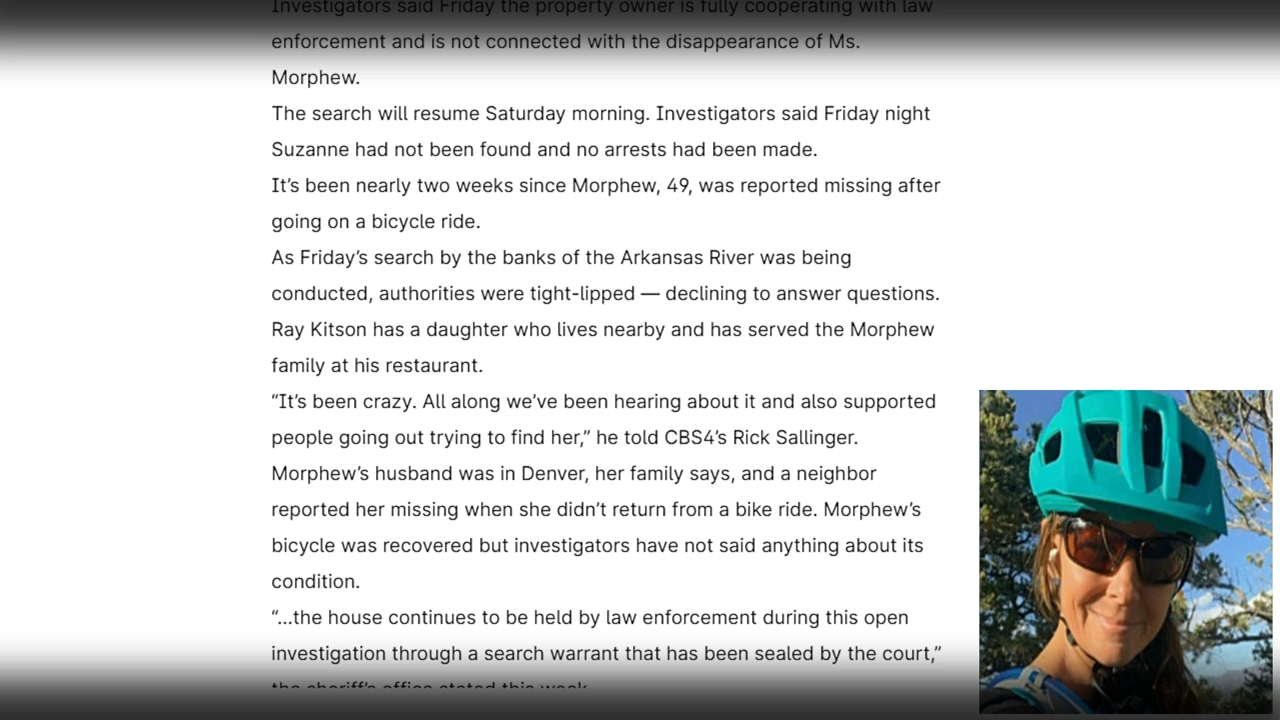 Investigators said Friday the property owner is fully cooperating with law
enforcement and is not connected with the disappearance of Ms.
Morphew.
The search will resume Saturday morning. Investigators said Friday night
Suzanne had not been found and no arrests had been made.
It’s been nearly two weeks since Morphew, 49, was reported missing after
going on a bicycle ride.
As Friday’s search by the banks of the Arkansas River was being
conducted, authorities were tight-lipped — declining to answer questions.
Ray Kitson has a daughter who lives nearby and has served the Morphew
family at his restaurant.
“It’s been crazy. All along we’ve been hearing about it and also supported
people going out trying to find her,” he told CBS4’s Rick Sallinger.
Morphew’s husband was in Denver, her family says, and a neighbor
reported her missing when she didn’t return from a bike ride. Morphew’s
bicycle was recovered but investigators have not said anything about its
condition.
“…the house continues to be held by law enforcement during this open
investigation through a search warrant that has been sealed by the court,”
the sheriff’s office stated this week.